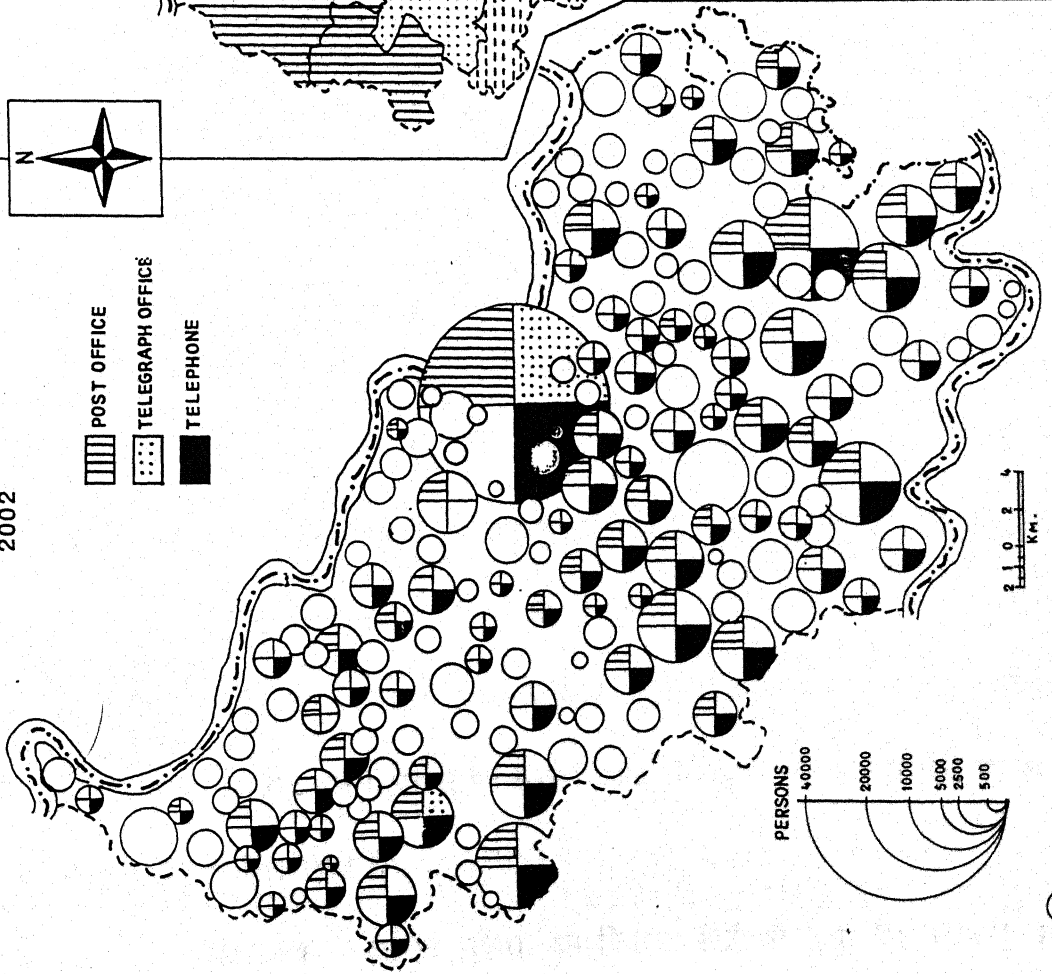 2002
N
POST OFFICE
TELEGRAPH OFFICE
TELEPHONE
PERSONS
40000
20000
10000
5000
2500
500
2 1 0 2 4
Km.